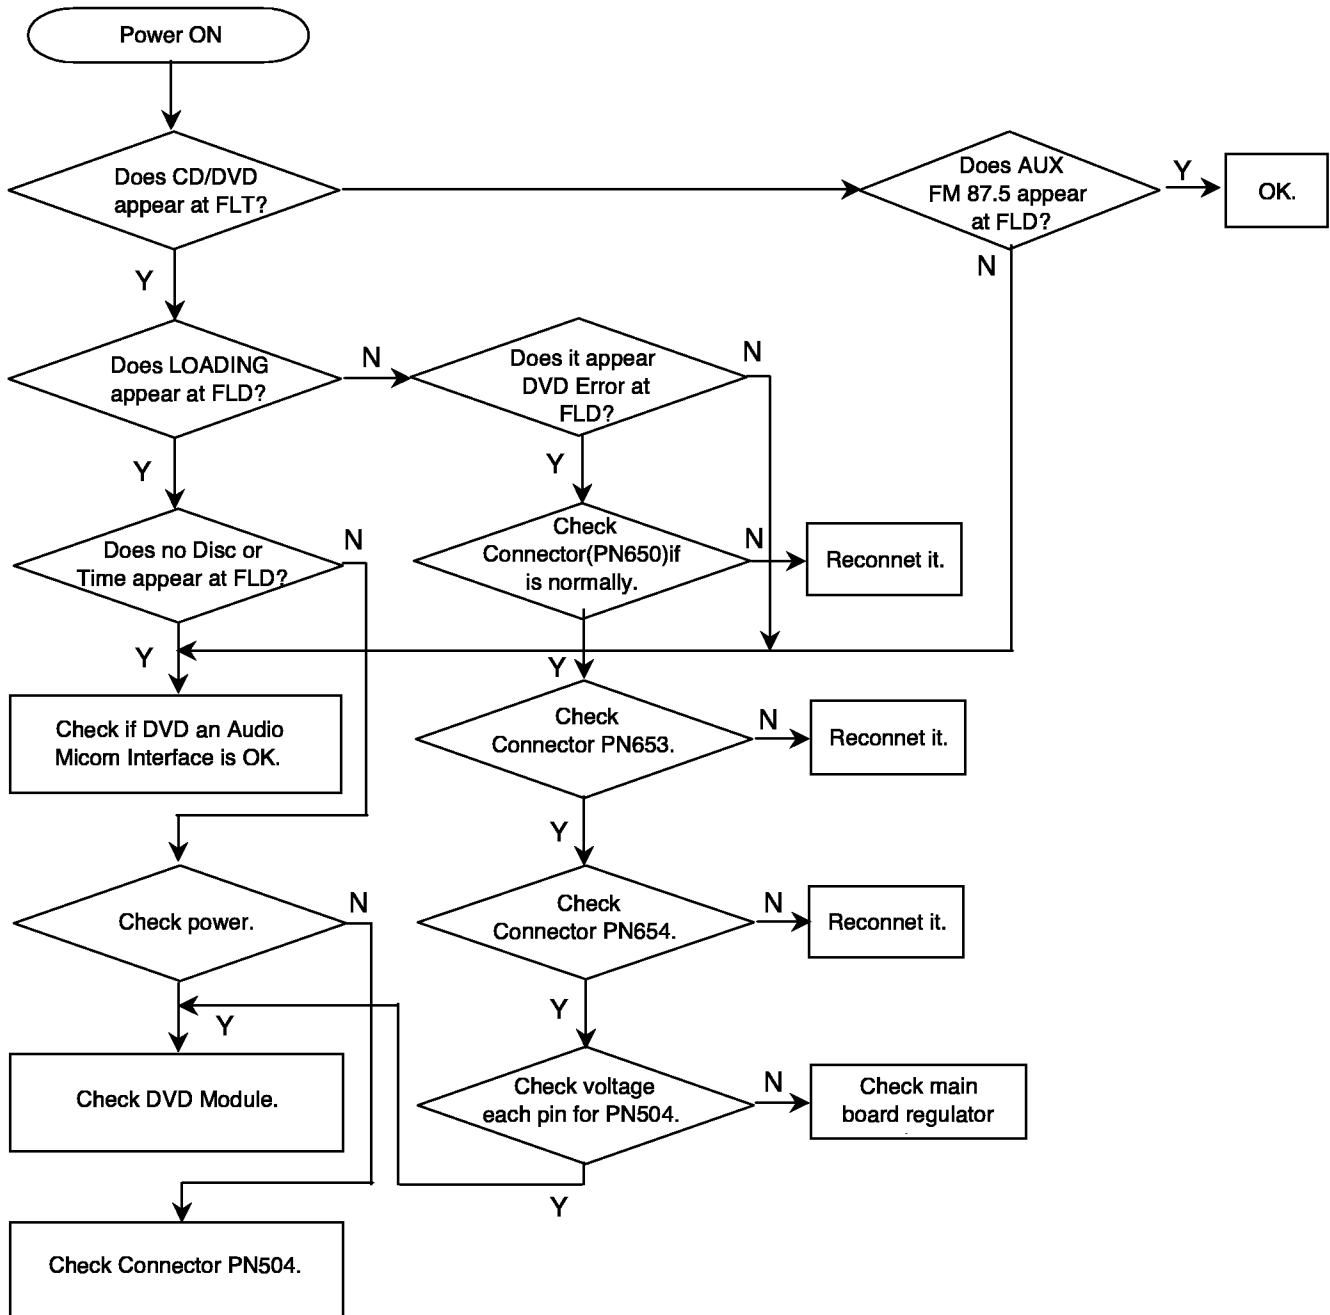 Power ON
Does CD/DVD
appear at FLT?
Does AUX
FM 87.5 appear
at FLD?
Y
OK.
N
Y
Does LOADING
appear at FLD?
N
Does it appear
DVD Error at
FLD?
N
Y
Y
Does no Disc or
Time appear at FLD?
N
Check
Connector(PN650)if
is normally.
N
Reconnet it.
Y
Y
Check if DVD an Audio
Micom Interface is OK.
Check
Connector PN653.
N
Reconnet it.
Y
Check power.
N
Check
Connector PN654.
N
Reconnet it.
Y
Y
Check DVD Module.
Check voltage
each pin for PN504.
N
Check main
board regulator
Y
Check Connector PN504.